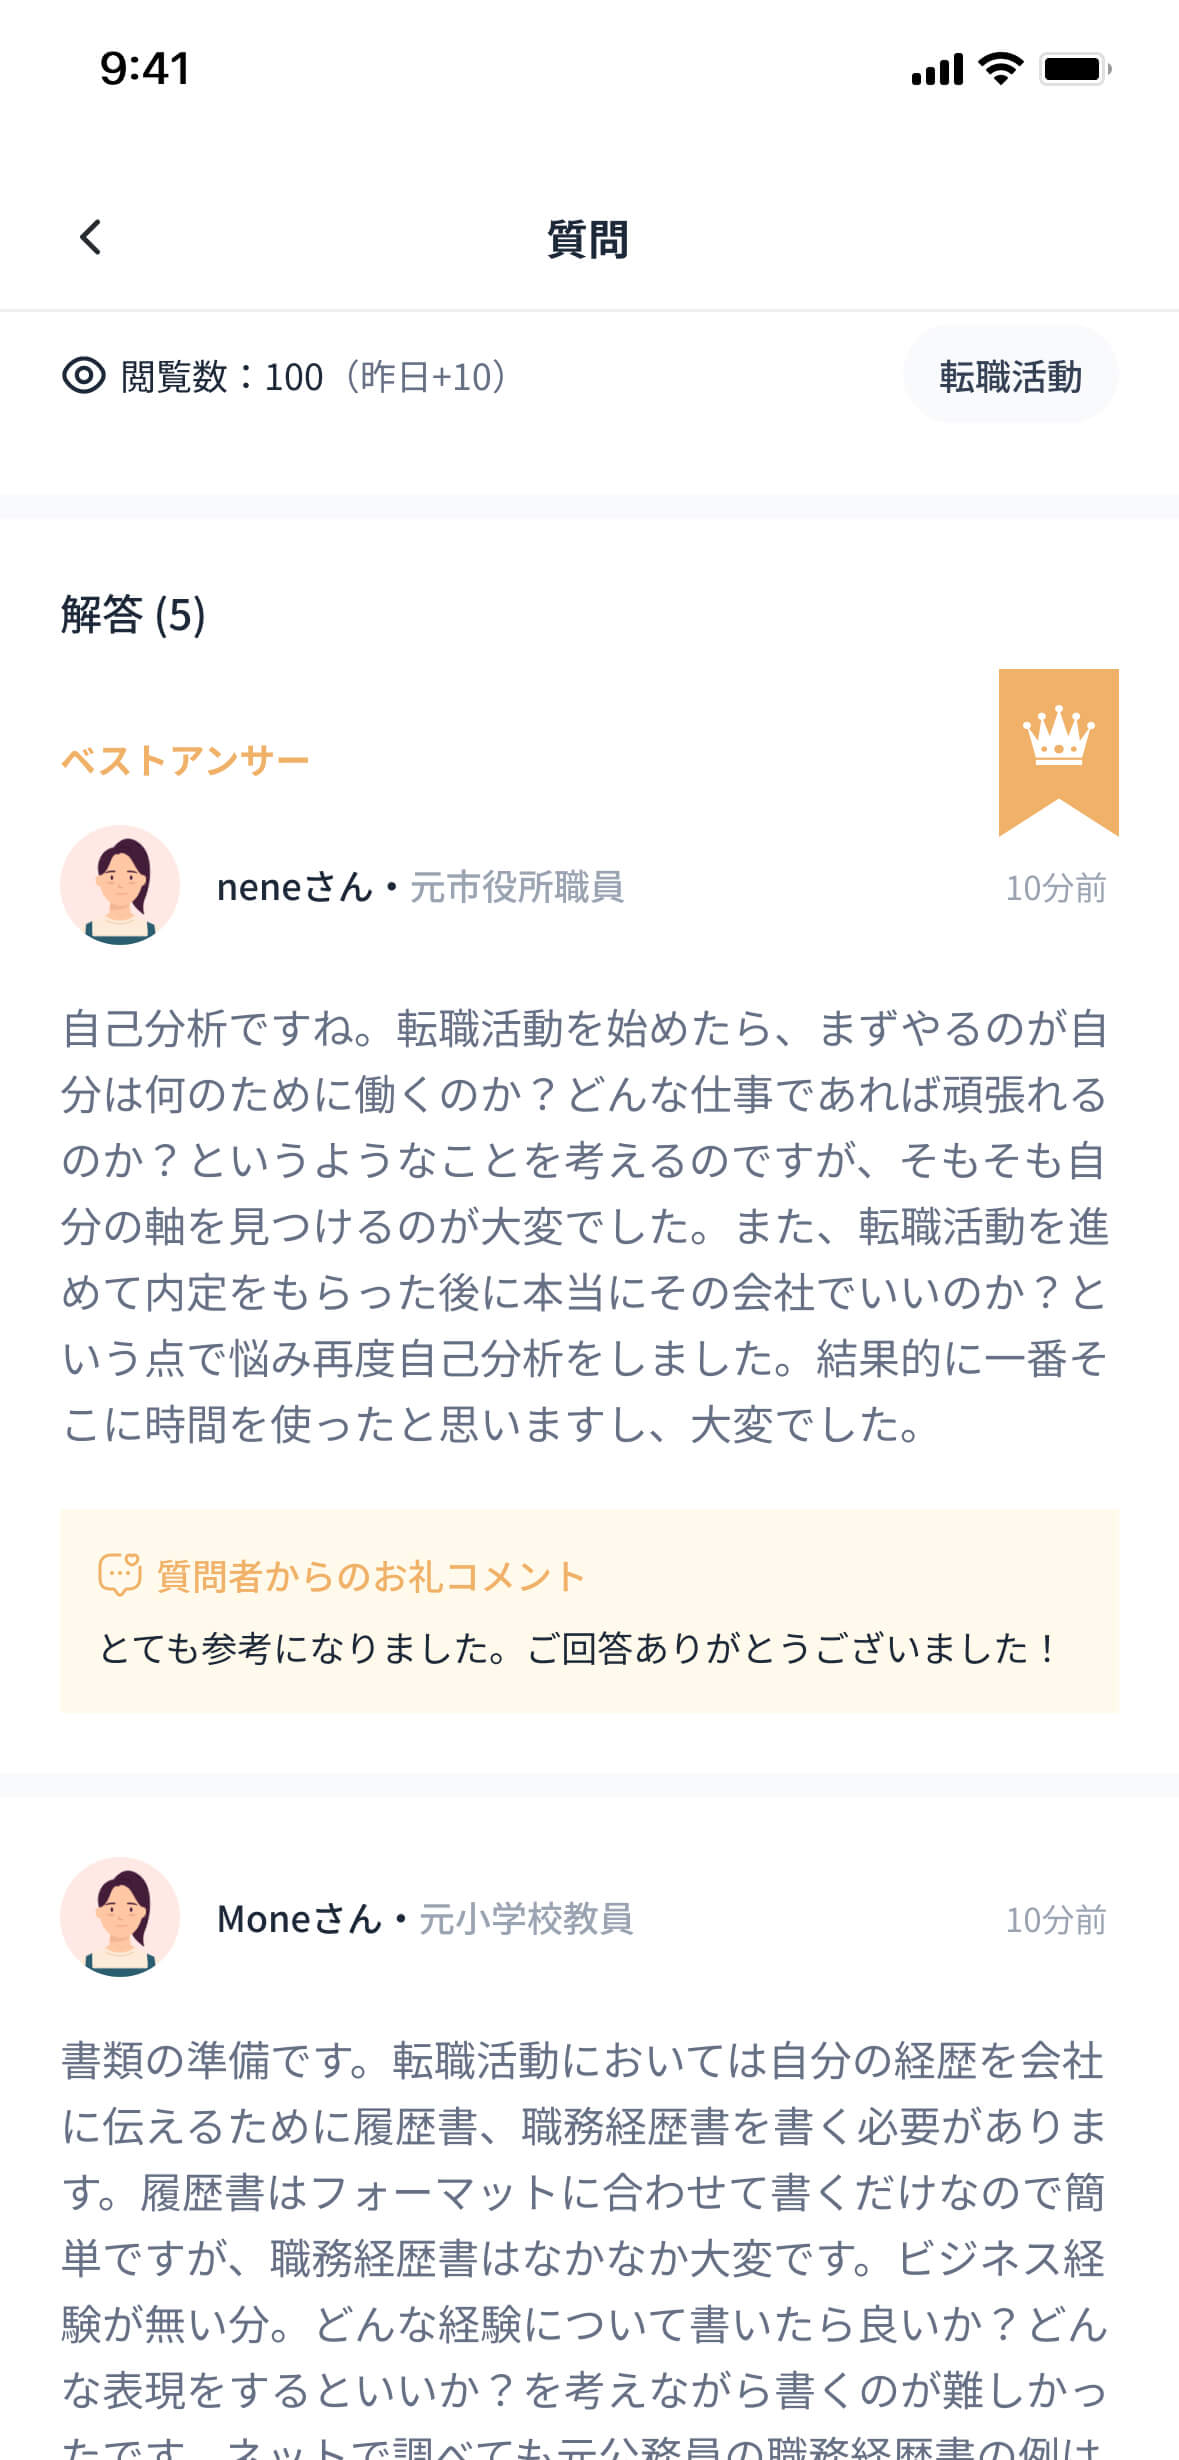 9:41
質問
閲覧数：100（昨日+10）
転職活動
解答 (5)
ベストアンサー
neneさん・元市役所職員
10分前
自己分析ですね。転職活動を始めたら、まずやるのが自
分は何のために働くのか？どんな仕事であれば頑張れる
のか？というようなことを考えるのですが、そもそも自
分の軸を見つけるのが大変でした。また、転職活動を進
めて内定をもらった後に本当にその会社でいいのか？と
いう点で悩み再度自己分析をしました。結果的に一番そ
こに時間を使ったと思いますし、大変でした。
質問者からのお礼コメント
とても参考になりました。ご回答ありがとうございました！
Moneさん・元小学校教員
10分前
書類の準備です。転職活動においては自分の経歴を会社
に伝えるために履歴書、職務経歴書を書く必要がありま
す。履歴書はフォーマットに合わせて書くだけなので簡
単ですが、職務経歴書はなかなか大変です。ビジネス経
験が無い分。どんな経験について書いたら良いか？どん
な表現をするといいか？を考えながら書くのが難しかっ
たです。ネットで調べても元公務員の職務経歴書の例は